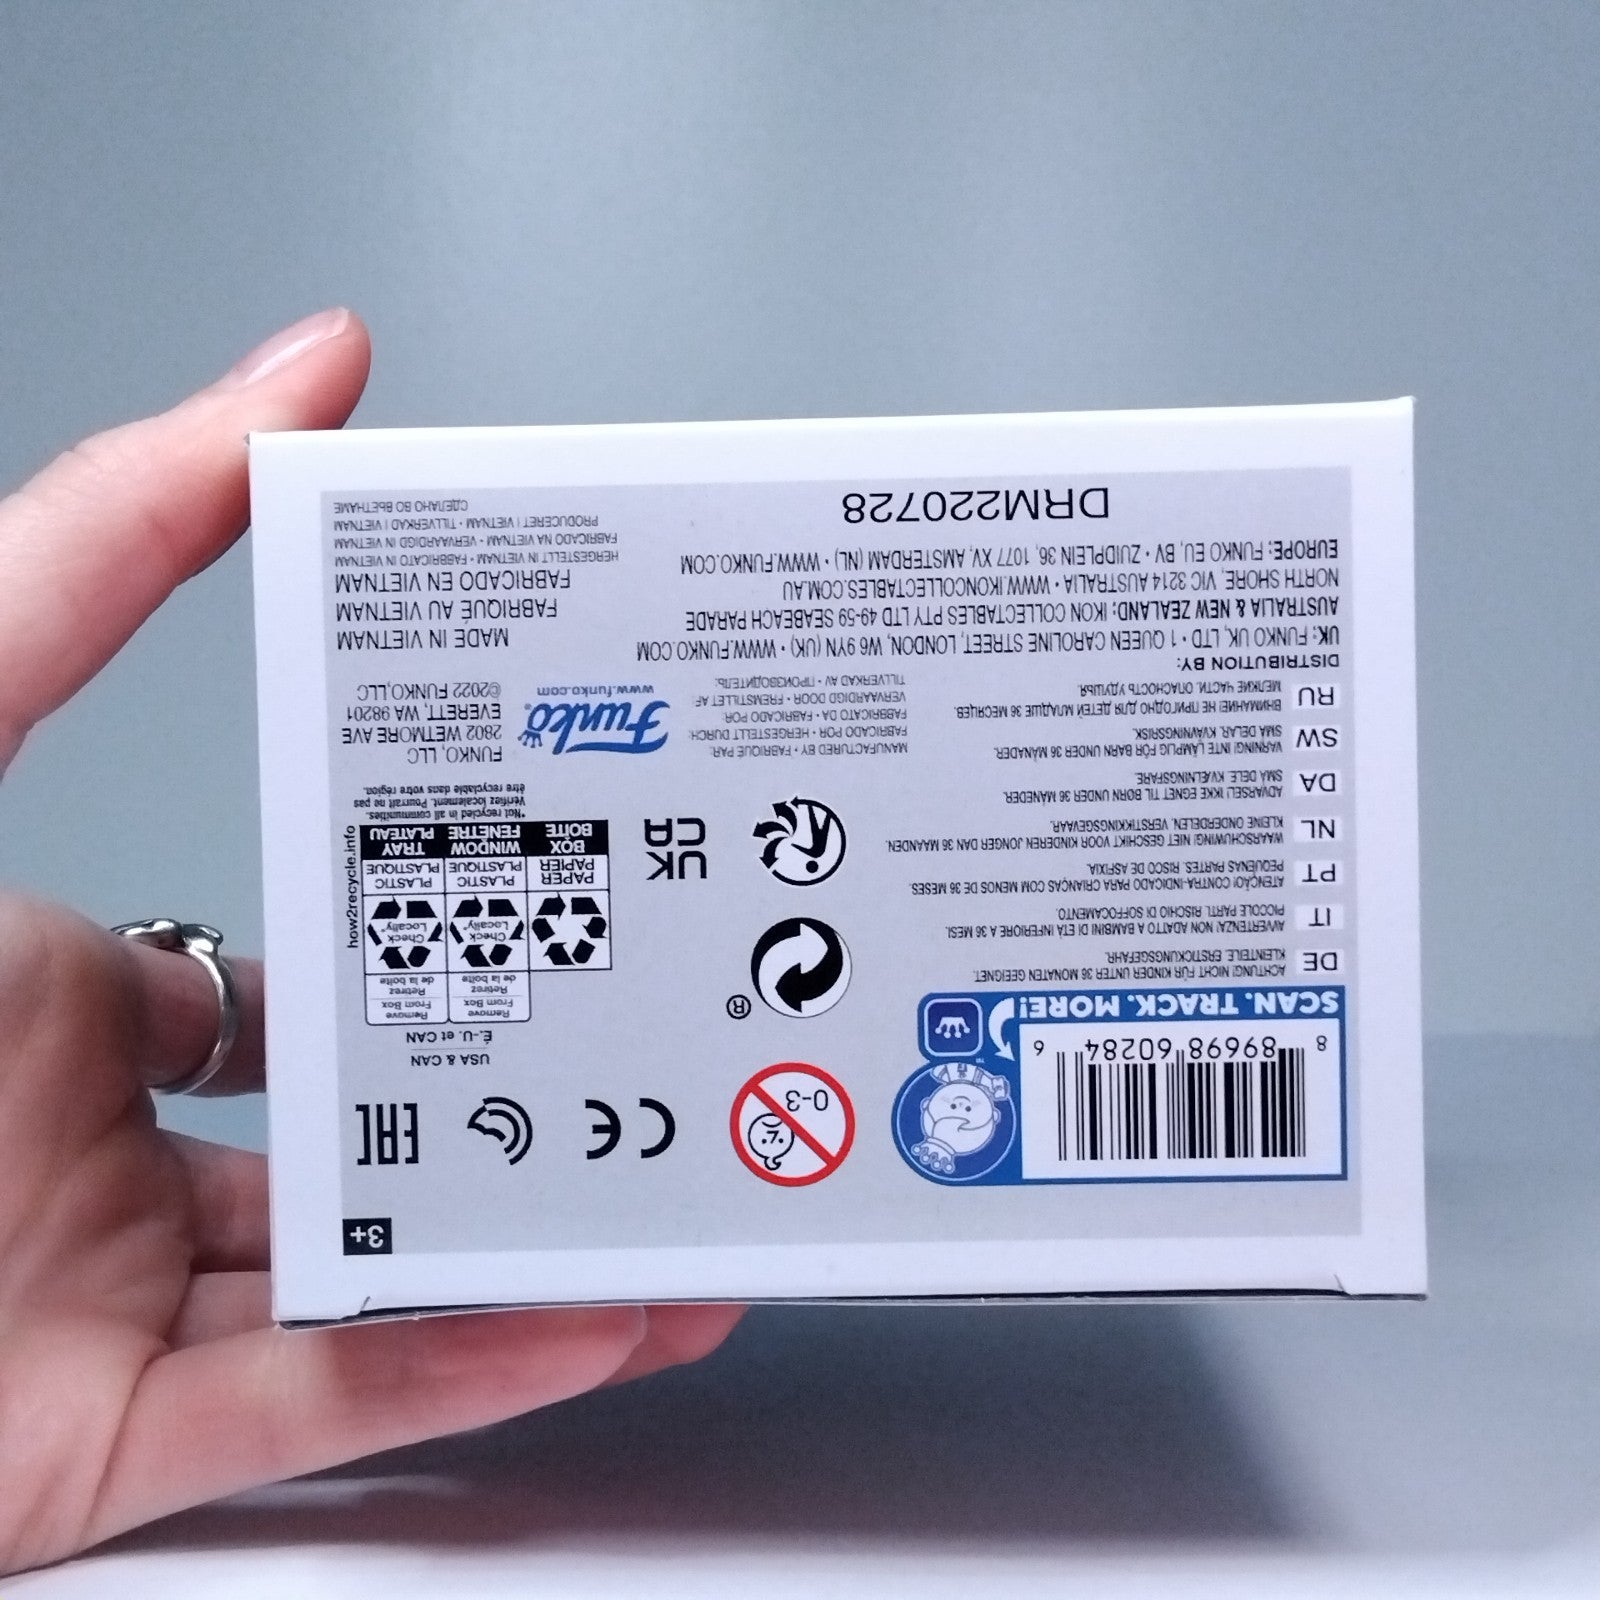 3+
8 89698 60284 6
SCAN. TRACK. MORE!
0-3
CE
EAC
USA & CAN
É.-U. et CAN
Remove
From Box
Retirez
de la boîte
Remove
From Box
Retirez
de la boîte
Check
Locally*
Check
Locally*
PAPER
PAPIER
BOX
BOÎTE
PLASTIC
PLASTIQUE
WINDOW
FENÊTRE
PLASTIC
PLASTIQUE
TRAY
PLATEAU
how2recycle.info
*Not recycled in all communities.
Vérifiez localement. Pourrait ne pas
être recyclable dans votre région.
®
UK
CA
DE ACHTUNG! NICHT FÜR KINDER UNTER 36 MONATEN GEEIGNET.
KLEINTEILE. ERSTICKUNGSGEFAHR.
IT AVVERTENZA! NON ADATTO A BAMBINI DI ETÀ INFERIORE A 36 MESI.
PICCOLE PARTI. RISCHIO DI SOFFOCAMENTO.
PT ATENÇÃO! CONTRA-INDICADO PARA CRIANÇAS COM MENOS DE 36 MESES.
PEQUENAS PARTES. RISCO DE ASFIXIA.
NL WAARSCHUWING! NIET GESCHIKT VOOR KINDEREN JONGER DAN 36 MAANDEN.
KLEINE ONDERDELEN. VERSTIKKINGSGEVAAR.
DA ADVARSEL! IKKE EGNET TIL BØRN UNDER 36 MÅNEDER.
SMÅ DELE. KVÆLNINGSFARE.
SW VARNING! INTE LÄMPLIG FÖR BARN UNDER 36 MÅNADER.
SMÅ DELAR. KVÄVNINGSRISK.
RU ВНИМАНИЕ! НЕ ПРИГОДНО ДЛЯ ДЕТЕЙ МЛАДШЕ 36 МЕСЯЦЕВ.
МЕЛКИЕ ЧАСТИ. ОПАСНОСТЬ УДУШЬЯ.
MANUFACTURED BY • FABRIQUÉ PAR:
FABRICADO POR • HERGESTELLT DURCH:
FABBRICATO DA • FABRICADO POR:
VERVAARDIGD DOOR • FREMSTILLET AF:
TILLVERKAD AV • ПРОИЗВОДИТЕЛЬ:
Funko®
www.funko.com
FUNKO, LLC
2802 WETMORE AVE
EVERETT, WA 98201
©2022 FUNKO,LLC
DISTRIBUTION BY:
UK: FUNKO UK, LTD • 1 QUEEN CAROLINE STREET, LONDON, W6 9YN (UK) • WWW.FUNKO.COM
AUSTRALIA & NEW ZEALAND: IKON COLLECTABLES PTY LTD 49-59 SEABEACH PARADE
NORTH SHORE, VIC 3214 AUSTRALIA • WWW.IKONCOLLECTABLES.COM.AU
EUROPE: FUNKO EU, BV • ZUIDPLEIN 36, 1077 XV, AMSTERDAM (NL) • WWW.FUNKO.COM
MADE IN VIETNAM
FABRIQUÉ AU VIETNAM
FABRICADO EN VIETNAM
HERGESTELLT IN VIETNAM • FABBRICATO IN VIETNAM
FABRICADO NA VIETNAM • VERVAARDIGD IN VIETNAM
PRODUCERET I VIETNAM • TILLVERKAD I VIETNAM
СДЕЛАНО ВО ВЬЕТНАМЕ
DRM220728